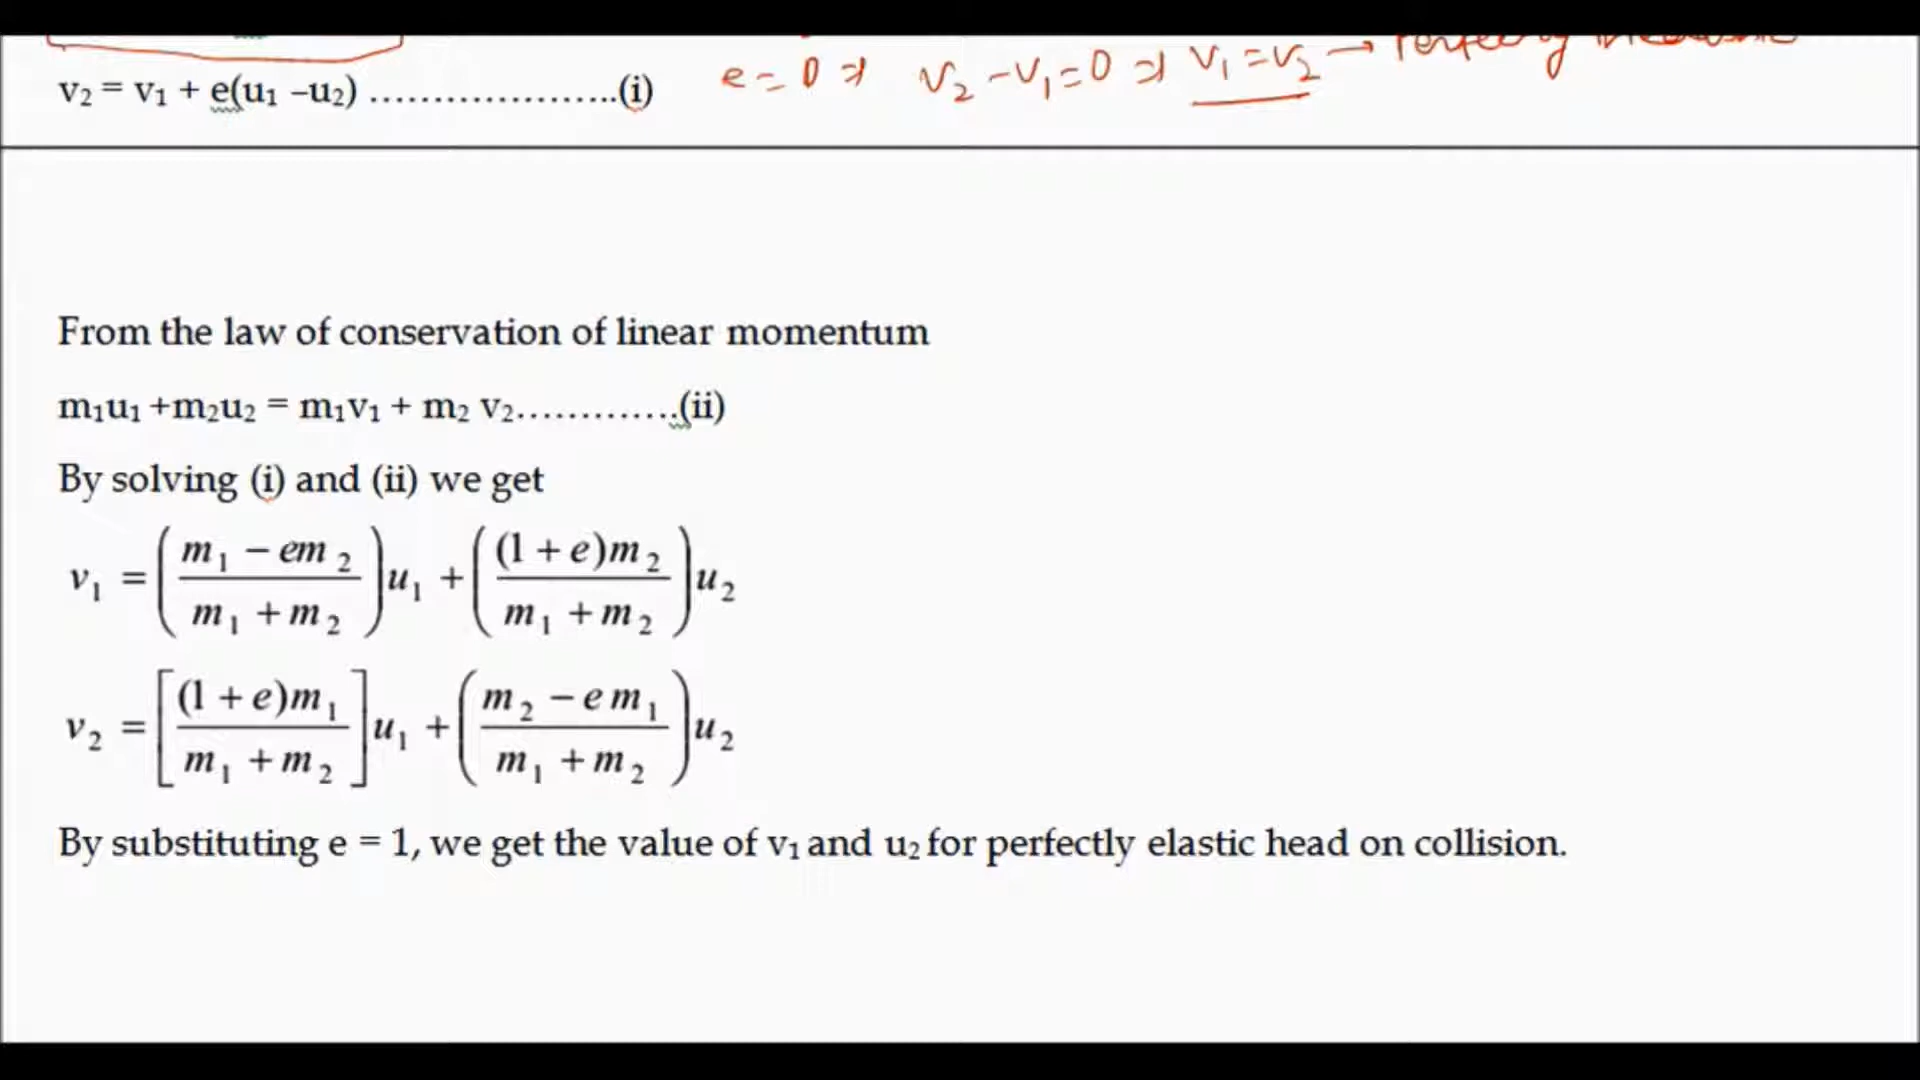 e = 0 ⇒ v₂ - v₁ = 0 ⇒ v₁ = v₂ → Perfectly inelastic
v₂ = v₁ + e(u₁ –u₂) …………………..(i)
From the law of conservation of linear momentum
m₁u₁ +m₂u₂ = m₁v₁ + m₂ v₂………….(ii)
By solving (i) and (ii) we get
v₁ = ((m₁ − em₂)/(m₁ + m₂))u₁ + (((1 + e)m₂)/(m₁ + m₂))u₂
v₂ = [((1 + e)m₁)/(m₁ + m₂)]u₁ + ((m₂ − e m₁)/(m₁ + m₂))u₂
By substituting e = 1, we get the value of v₁ and u₂ for perfectly elastic head on collision.